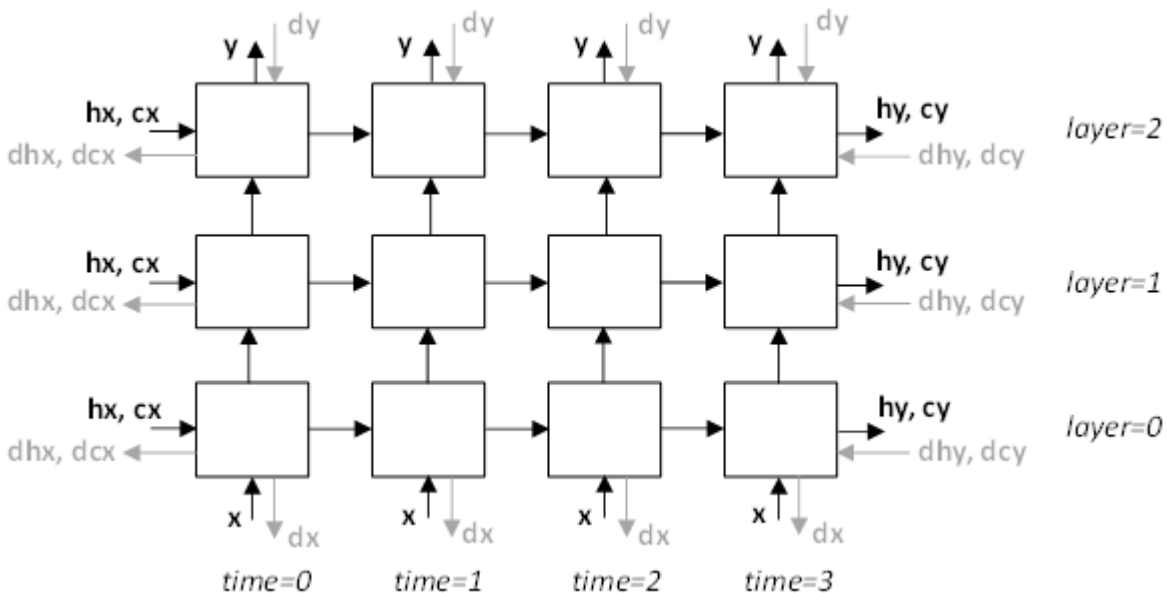 dy dy dy dy
y y y y
hx, cx hy, cy
layer=2
dhx, dcx dhy, dcy
hx, cx hy, cy
layer=1
dhx, dcx dhy, dcy
hx, cx hy, cy
layer=0
dhx, dcx dhy, dcy
x x x x
dx dx dx dx
time=0 time=1 time=2 time=3